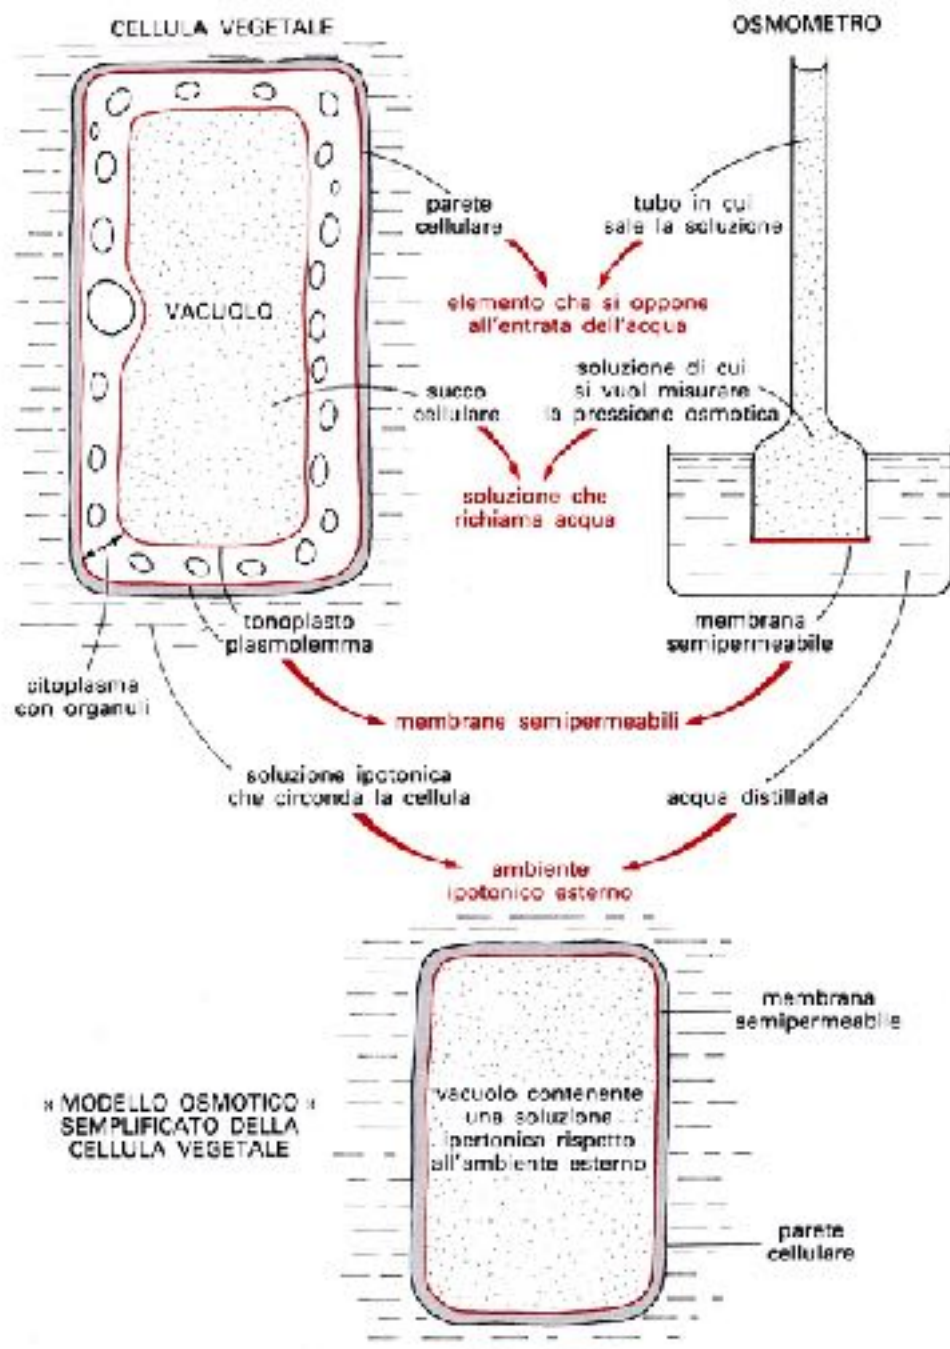 CELLULA VEGETALE
OSMOMETRO
parete
cellulare
tubo in cui
sale la soluzione
elemento che si oppone
all'entrata dell'acqua
VACUOLO
soluzione di cui
si vuol misurare
la pressione osmotica
succo
cellulare
soluzione che
richiama acqua
tonoplasto
plasmolemma
membrana
semipermeabile
citoplasma
con organuli
membrane semipermeabili
soluzione ipotonica
che circonda la cellula
acqua distillata
ambiente
ipotonico esterno
membrana
semipermeabile
« MODELLO OSMOTICO »
SEMPLIFICATO DELLA
CELLULA VEGETALE
vacuolo contenente
una soluzione
ipertonica rispetto
all'ambiente esterno
parete
cellulare